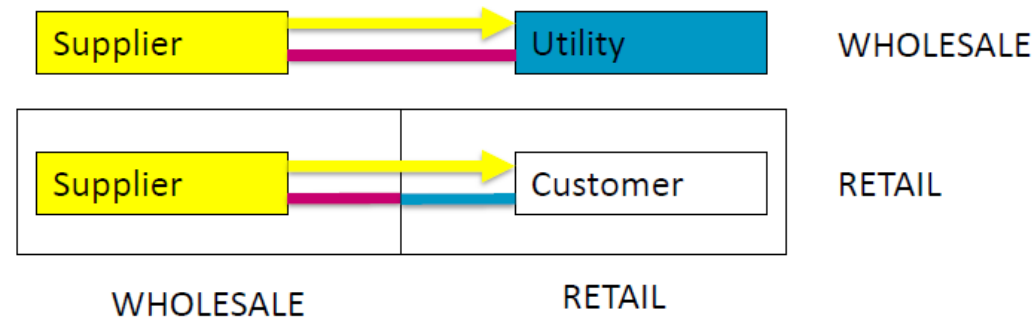 Supplier
Utility
WHOLESALE
Supplier
Customer
RETAIL
WHOLESALE
RETAIL